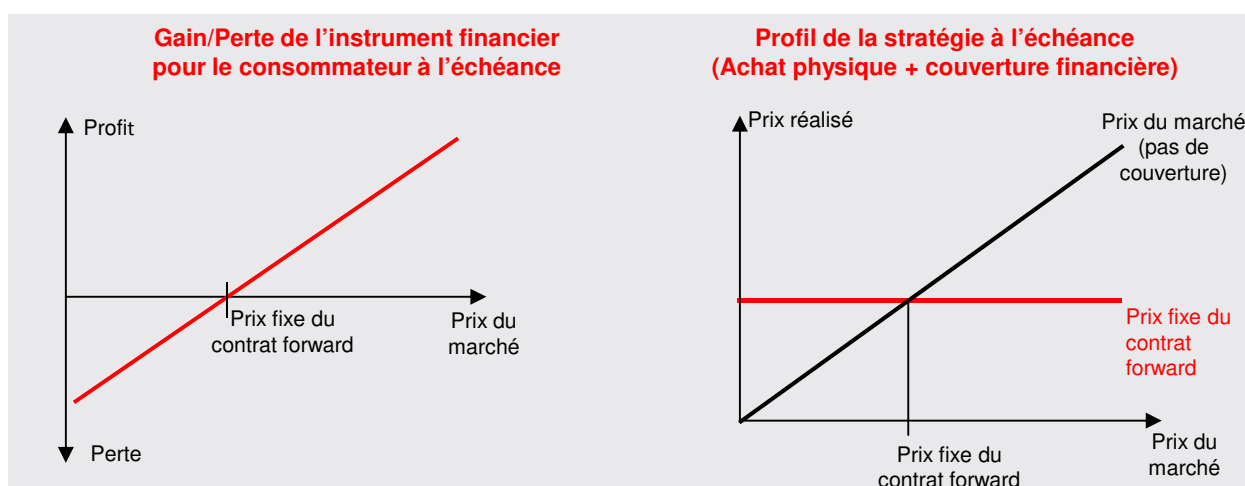 Gain/Perte de l'instrument financier
pour le consommateur à l'échéance
Profit
Prix fixe du
contrat forward
Prix du
marché
Perte
Profil de la stratégie à l'échéance
(Achat physique + couverture financière)
Prix réalisé
Prix du marché
(pas de
couverture)
Prix fixe du
contrat
forward
Prix fixe du
contrat forward
Prix du
marché